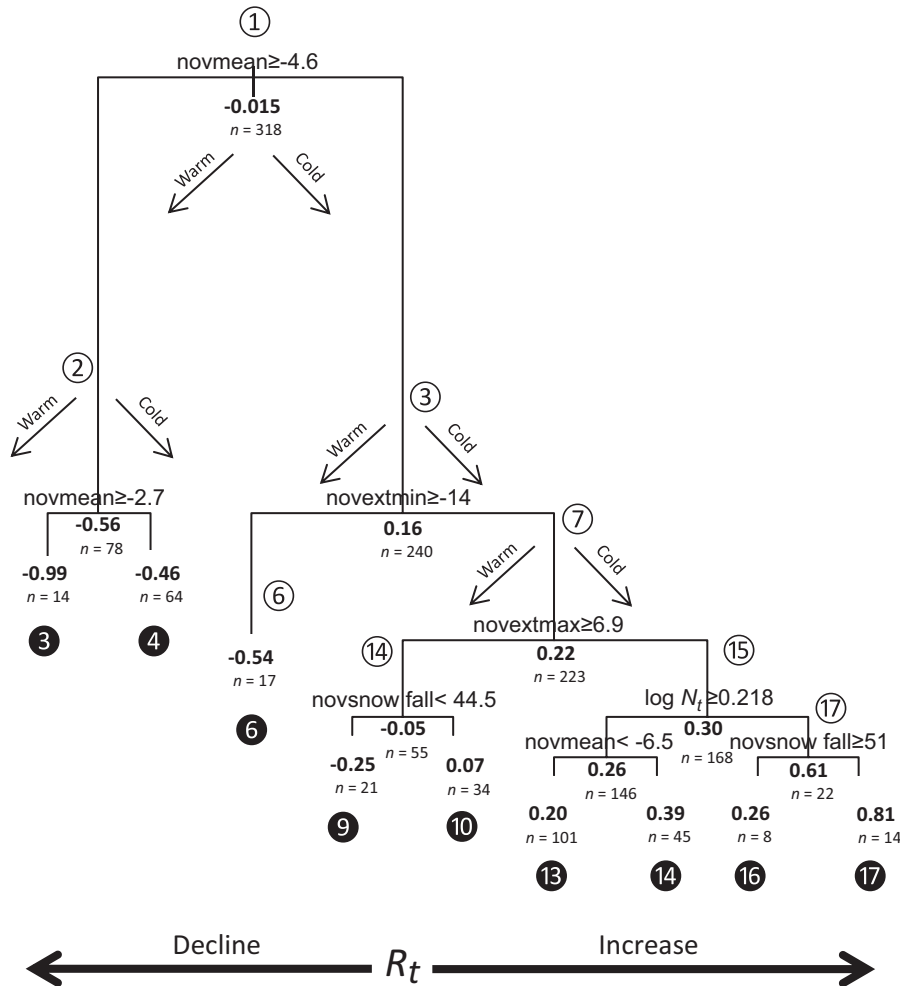 1
novmean≥-4.6
-0.015
n = 318
Warm
Cold
2
Warm
Cold
novmean≥-2.7
-0.56
n = 78
-0.99
n = 14
3
-0.46
n = 64
4
3
Warm
Cold
novextmin≥-14
0.16
n = 240
6
-0.54
n = 17
6
7
Warm
Cold
novextmax≥6.9
0.22
n = 223
14
novsnow fall< 44.5
-0.05
n = 55
-0.25
n = 21
9
0.07
n = 34
10
15
log Nt ≥0.218
0.30
n = 168
novmean< -6.5
0.26
n = 146
0.20
n = 101
13
0.39
n = 45
14
17
novsnow fall≥51
0.61
n = 22
0.26
n = 8
16
0.81
n = 14
17
Decline
Rt
Increase